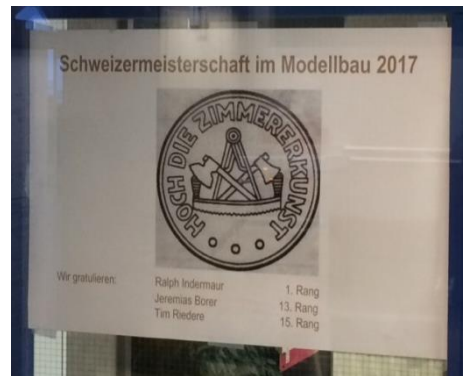 Schweizermeisterschaft im Modellbau 2017
HOCH DIE ZIMMERERKUNST
Wir gratulieren: Ralph Indermaur 1. Rang
Jeremias Borer 13. Rang
Tim Riedere 15. Rang